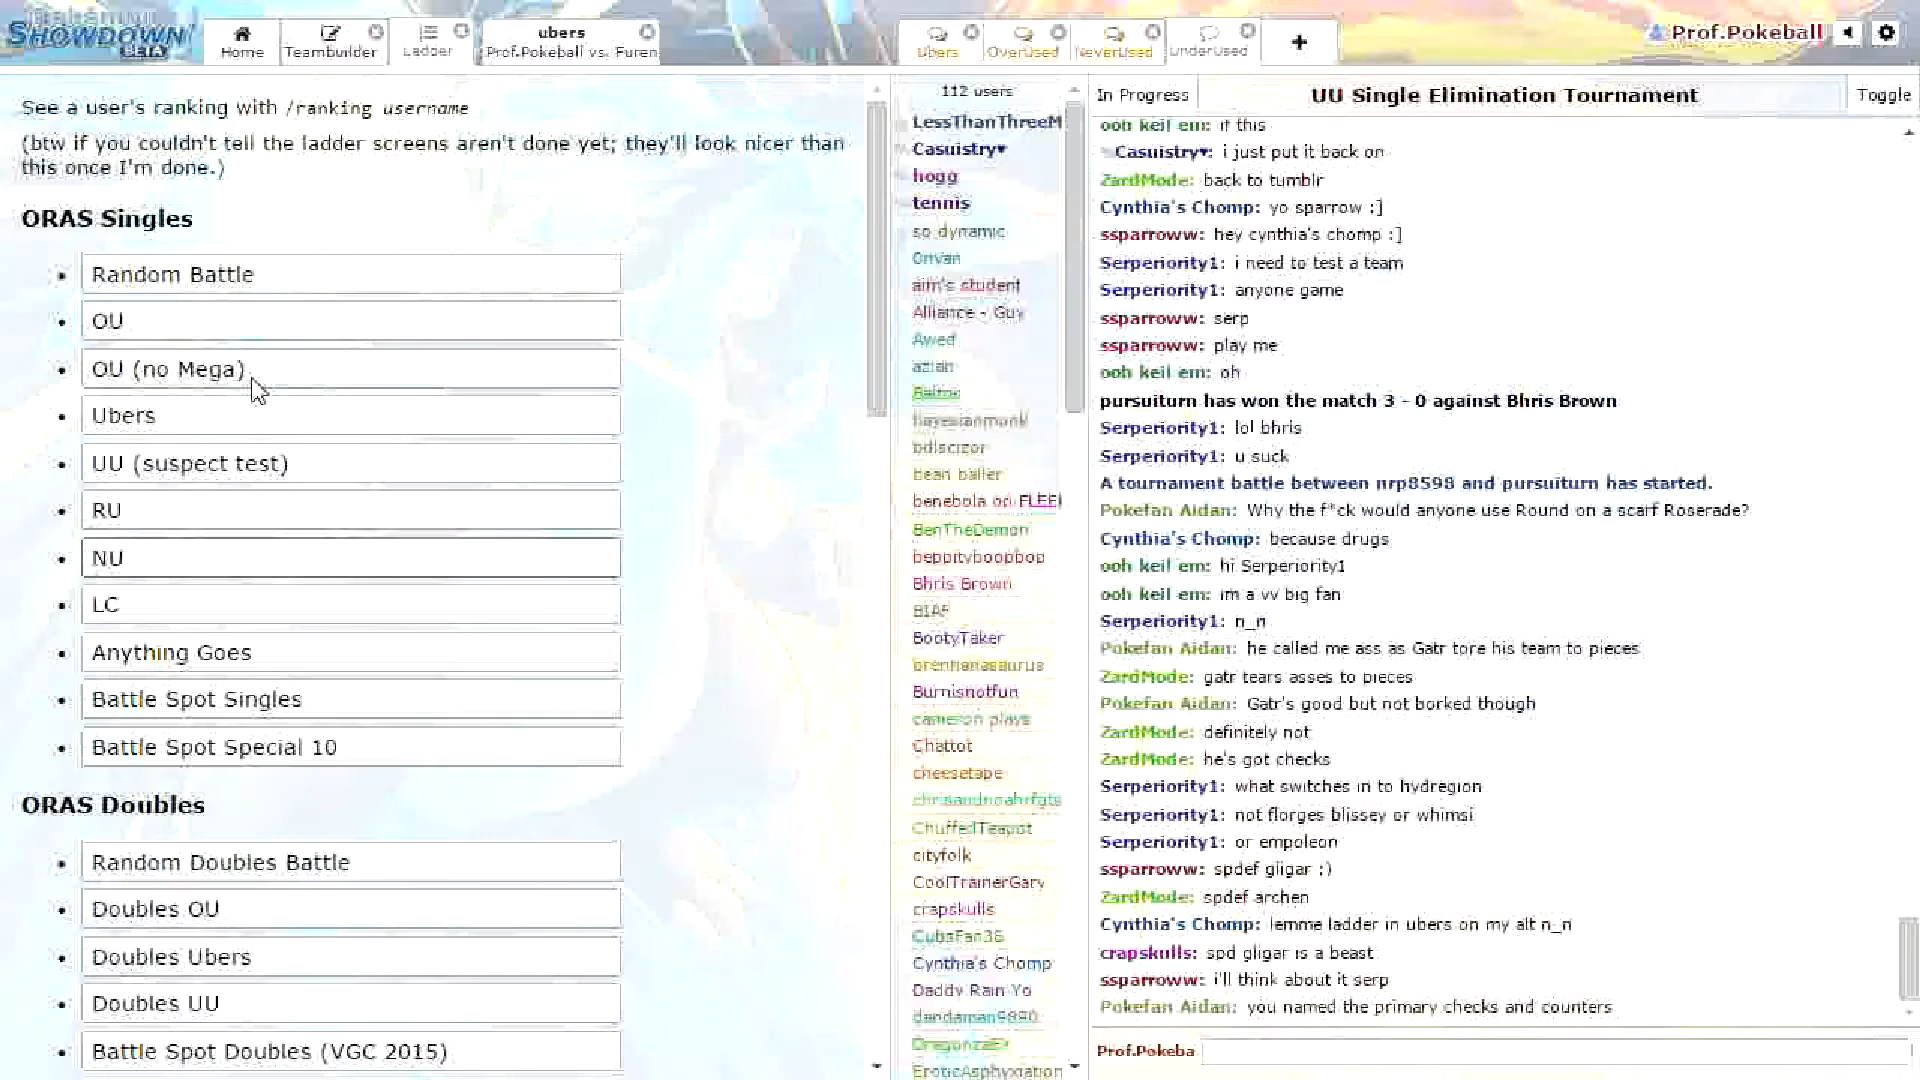 SHOWDOWN
BETA
Home
Teambuilder
Ladder
ubers
Prof.Pokeball vs. Furen
Ubers
OverUsed
NeverUsed
UnderUsed
+
Prof.Pokeball
See a user's ranking with /ranking username
(btw if you couldn't tell the ladder screens aren't done yet; they'll look nicer than
this once I'm done.)
ORAS Singles
Random Battle
OU
OU (no Mega)
Ubers
UU (suspect test)
RU
NU
LC
Anything Goes
Battle Spot Singles
Battle Spot Special 10
ORAS Doubles
Random Doubles Battle
Doubles OU
Doubles Ubers
Doubles UU
Battle Spot Doubles (VGC 2015)
112 users
LessThanThreeM
Casuistry♥
hogg
tennis
so dynamic
Orivan
aim's student
Alliance - Guy
Awed
azian
bayesianmonk
bdiscizor
bean baller
benebola on FLEE
BenTheDemon
beppityboopbop
Bhris Brown
BootyTaker
brennanasaurus
Burnisnotfun
cameron plays
Chattot
cheesetape
chrisandnoahrfgts
ChuffedTeapot
cityfolk
CoolTrainerGary
crapskulls
CubsFan38
Cynthia's Chomp
Daddy Rain Yo
dandaman9890
EroticAsphyxiation
In Progress
UU Single Elimination Tournament
Toggle
ooh keil em: if this
Casuistry♥: i just put it back on
ZardMode: back to tumblr
Cynthia's Chomp: yo sparrow :]
ssparroww: hey cynthia's chomp :]
Serperiority1: i need to test a team
Serperiority1: anyone game
ssparroww: serp
ssparroww: play me
ooh keil em: oh
pursuiturn has won the match 3 - 0 against Bhris Brown
Serperiority1: lol bhris
Serperiority1: u suck
A tournament battle between nrp8598 and pursuiturn has started.
Pokefan Aidan: Why the f*ck would anyone use Round on a scarf Roserade?
Cynthia's Chomp: because drugs
ooh keil em: hi Serperiority1
ooh keil em: im a vv big fan
Serperiority1: n_n
Pokefan Aidan: he called me ass as Gatr tore his team to pieces
ZardMode: gatr tears asses to pieces
Pokefan Aidan: Gatr's good but not borked though
ZardMode: definitely not
ZardMode: he's got checks
Serperiority1: what switches in to hydregion
Serperiority1: not florges blissey or whimsi
Serperiority1: or empoleon
ssparroww: spdef gligar :)
ZardMode: spdef archen
Cynthia's Chomp: lemme ladder in ubers on my alt n_n
crapskulls: spd gligar is a beast
ssparroww: i'll think about it serp
Pokefan Aidan: you named the primary checks and counters
Prof.Pokeba